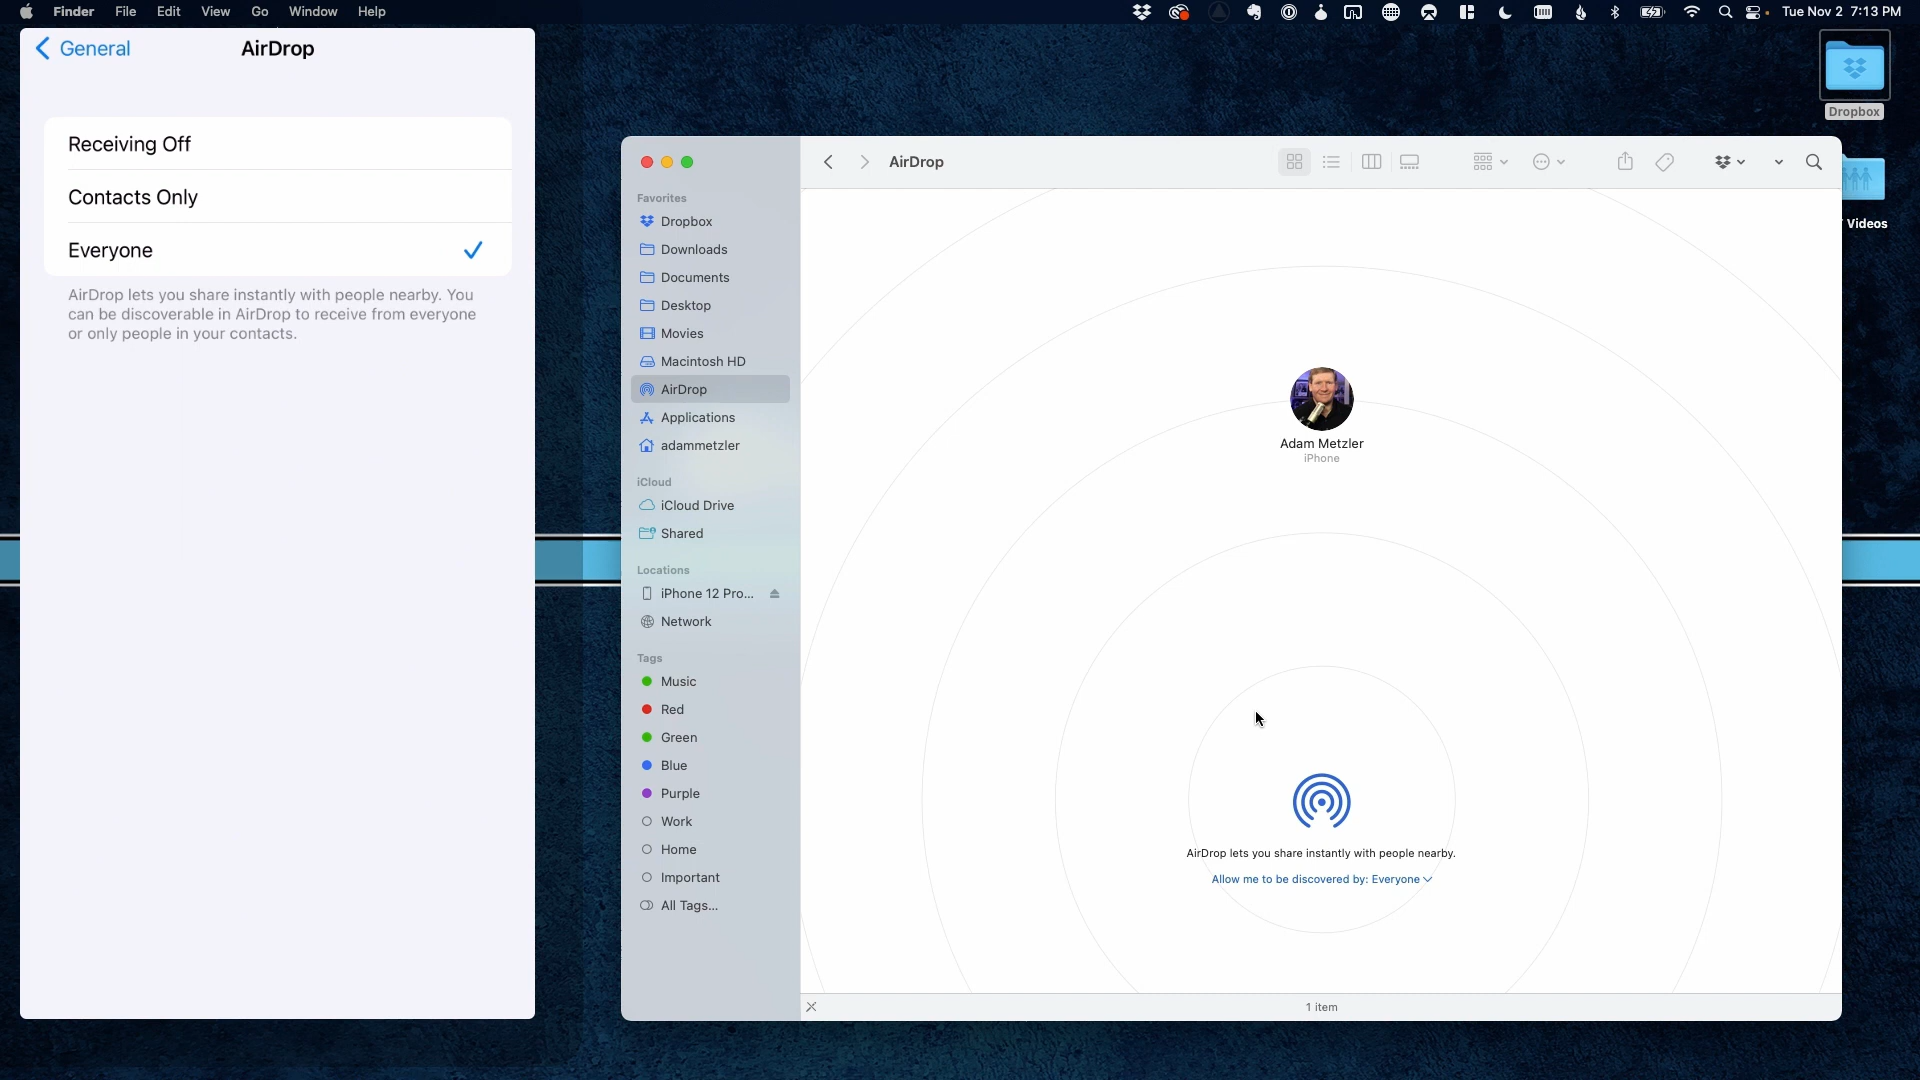 Finder File Edit View Go Window Help
Tue Nov 2 7:13 PM
General
AirDrop
Receiving Off
Contacts Only
Everyone
AirDrop lets you share instantly with people nearby. You
can be discoverable in AirDrop to receive from everyone
or only people in your contacts.
AirDrop
Favorites
Dropbox
Downloads
Documents
Desktop
Movies
Macintosh HD
AirDrop
Applications
adammetzler
iCloud
iCloud Drive
Shared
Locations
iPhone 12 Pro...
Network
Tags
Music
Red
Green
Blue
Purple
Work
Home
Important
All Tags...
Adam Metzler
iPhone
AirDrop lets you share instantly with people nearby.
Allow me to be discovered by: Everyone
1 item
Dropbox
Videos